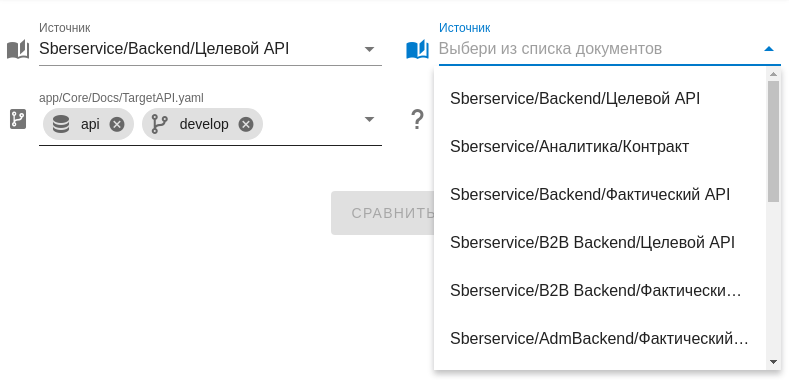 Источник
Sberservice/Backend/Целевой API
app/Core/Docs/TargetAPI.yaml
api
develop
СРАВНИТЬ
Источник
Выбери из списка документов
?
Sberservice/Backend/Целевой API
Sberservice/Аналитика/Контракт
Sberservice/Backend/Фактический API
Sberservice/B2B Backend/Целевой API
Sberservice/B2B Backend/Фактически…
Sberservice/AdmBackend/Фактический…